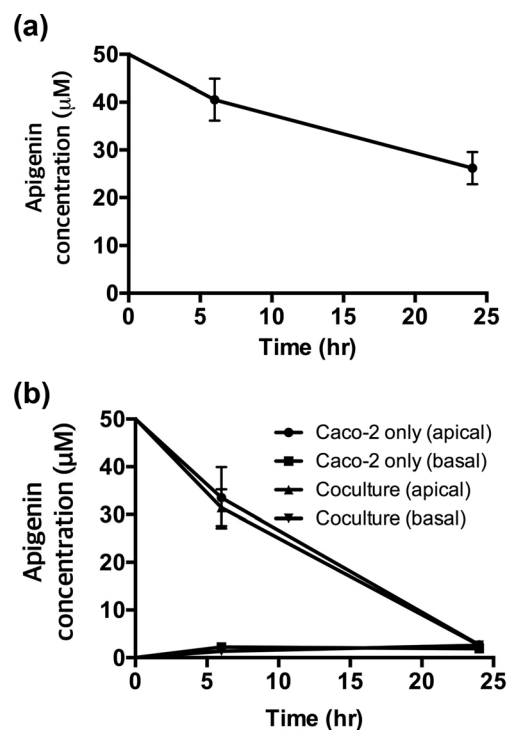 (a)
50
40
30
20
10
0
Apigenin
concentration (μM)
0 5 10 15 20 25
Time (hr)
(b)
50
40
30
20
10
0
Apigenin
concentration (μM)
Caco-2 only (apical)
Caco-2 only (basal)
Coculture (apical)
Coculture (basal)
0 5 10 15 20 25
Time (hr)